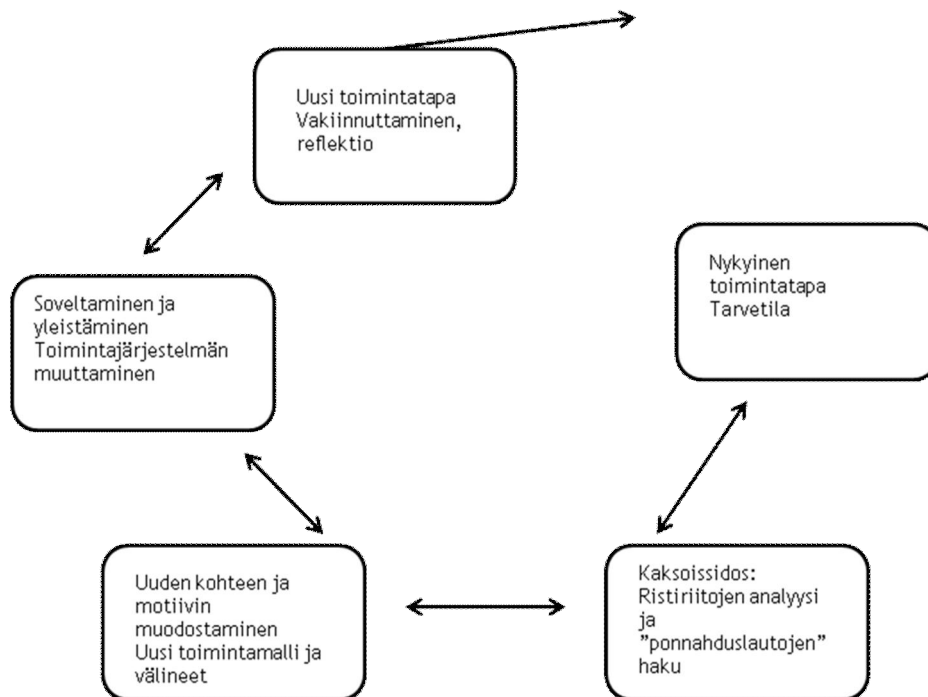 Uusi toimintatapa
Vakiinnuttaminen,
reflektio
Nykyinen
toimintatapa
Tarvetila
Soveltaminen ja
yleistäminen
Toimintajärjestelmän
muuttaminen
Uuden kohteen ja
motiivin
muodostaminen
Uusi toimintamalli ja
välineet
Kaksoissidos:
Ristiriitojen analyysi
ja
”ponnahduslautojen”
haku